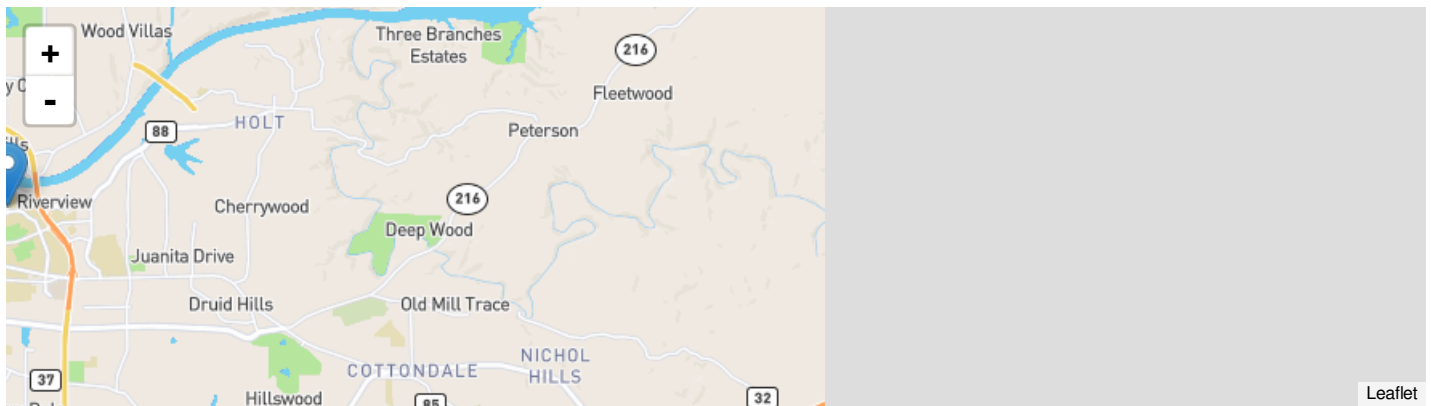 Wood Villas
Three Branches
Estates
216
+
Fleetwood
-
88
HOLT
Peterson
Riverview
Cherrywood
216
Deep Wood
Juanita Drive
Druid Hills
Old Mill Trace
NICHOL
HILLS
COTTONDALE
37
Hillswood
32
Leaflet